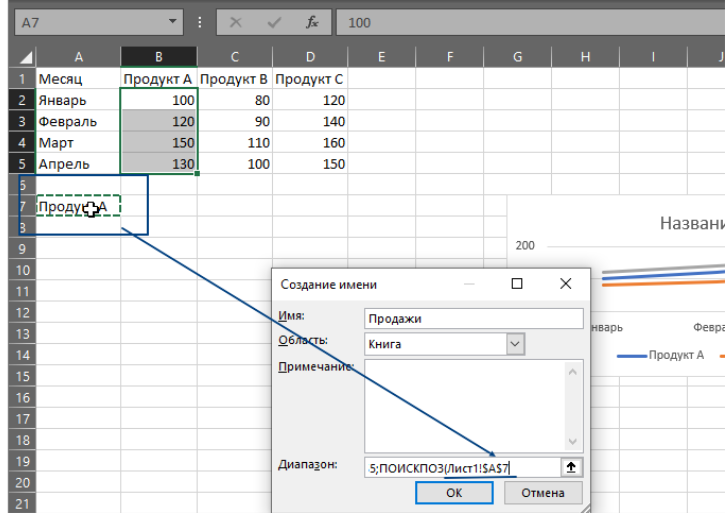 A7 fx 100
A B C D E F G H I J
1 Месяц Продукт A Продукт B Продукт C
2 Январь 100 80 120
3 Февраль 120 90 140
4 Март 150 110 160
5 Апрель 130 100 150
6
7 Продукт A
8
Названи
9
200
10
Создание имени
11
12
Имя: Продажи
13
нварь Февра
Область: Книга
14
Продукт A
Примечание:
15
16
17
18
19
Диапазон: 5;ПОИСКПОЗ(Лист1!$A$7
20
ОК Отмена
21